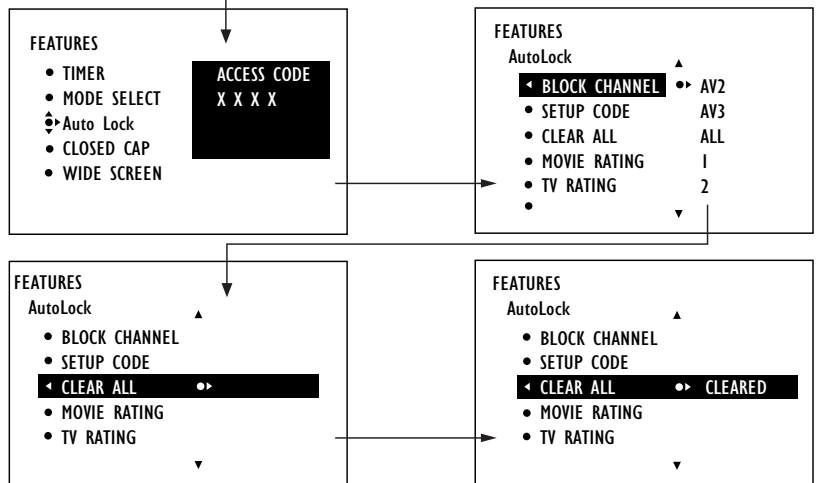 FEATURES
TIMER
MODE SELECT
Auto Lock
CLOSED CAP
WIDE SCREEN
ACCESS CODE
X X X X
FEATURES
AutoLock
BLOCK CHANNEL AV2
SETUP CODE AV3
CLEAR ALL ALL
MOVIE RATING 1
TV RATING 2
FEATURES
AutoLock
BLOCK CHANNEL
SETUP CODE
CLEAR ALL
MOVIE RATING
TV RATING
FEATURES
AutoLock
BLOCK CHANNEL
SETUP CODE
CLEAR ALL CLEARED
MOVIE RATING
TV RATING